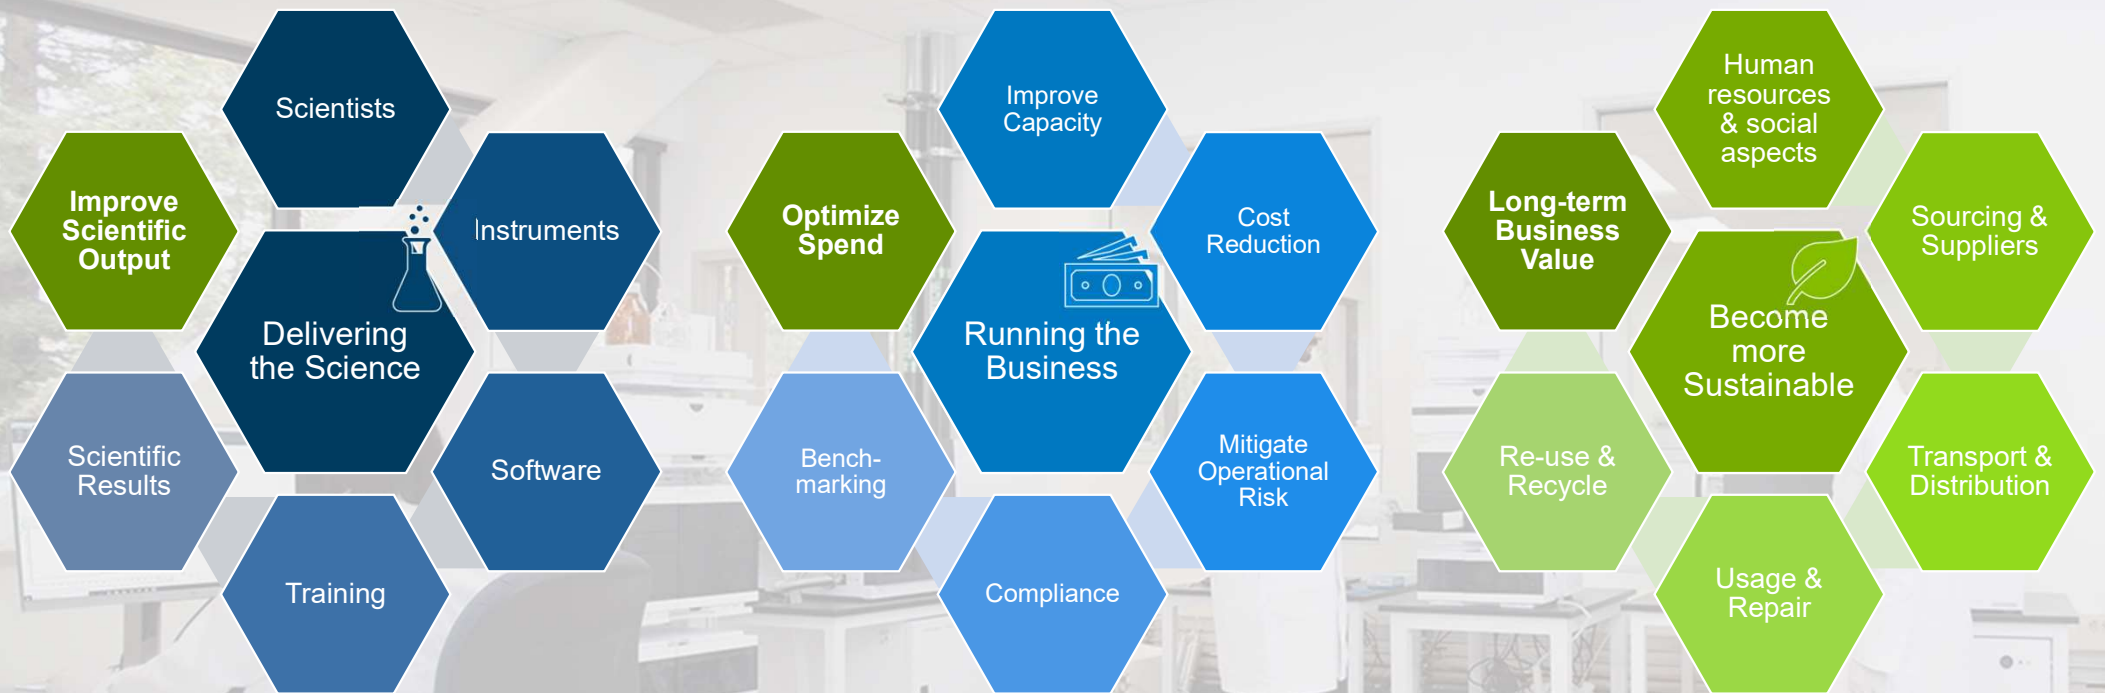 Scientists
Improve
Scientific
Output
Instruments
Delivering
the Science
Scientific
Results
Software
Training
Improve
Capacity
Optimize
Spend
Cost
Reduction
Running the
Business
Bench-
marking
Mitigate
Operational
Risk
Compliance
Human
resources
& social
aspects
Long-term
Business
Value
Sourcing &
Suppliers
Become
more
Sustainable
Re-use &
Recycle
Transport &
Distribution
Usage &
Repair